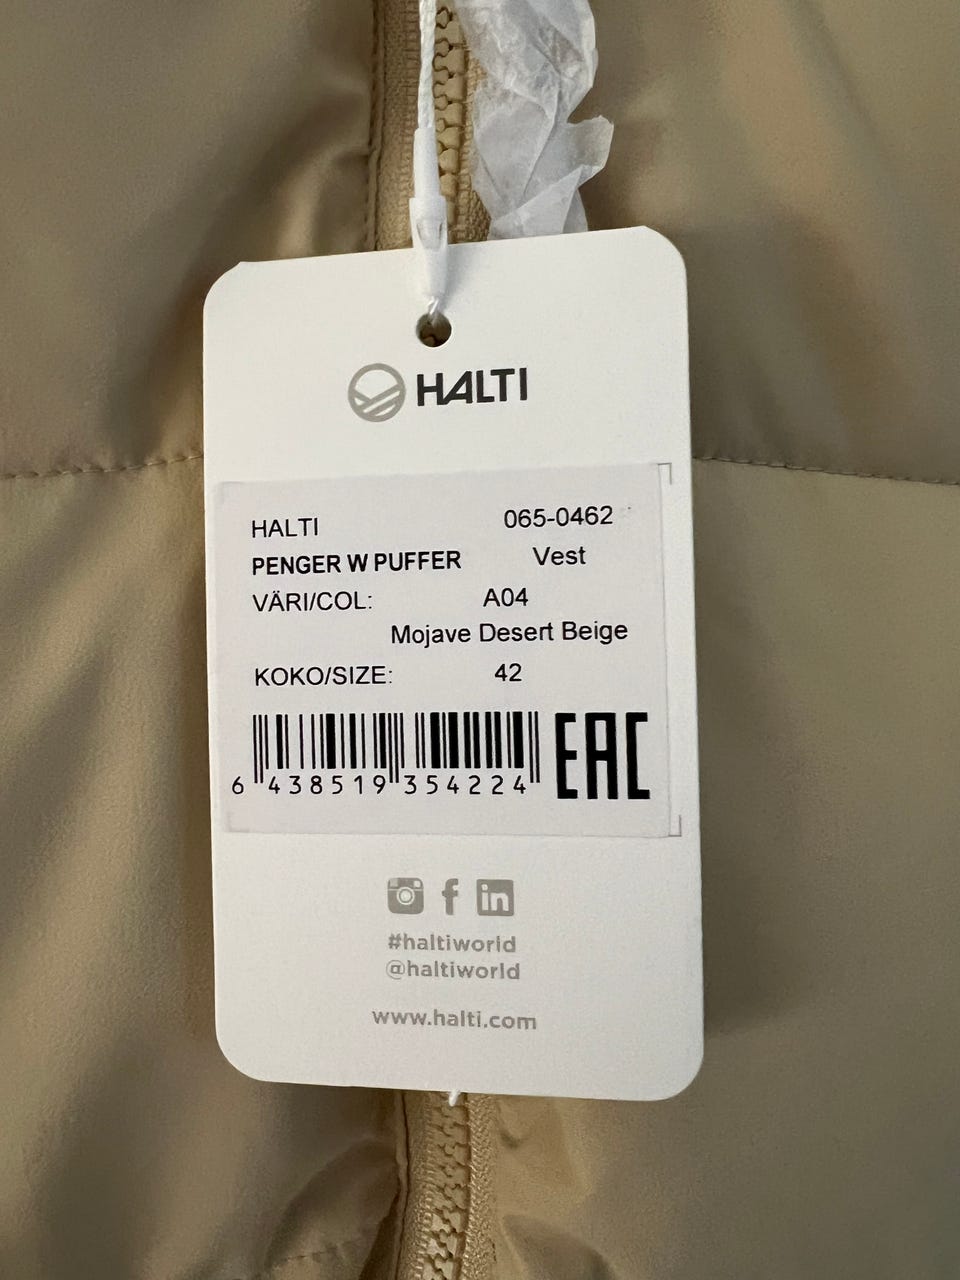 HALTI
HALTI 065-0462
PENGER W PUFFER Vest
VÄRI/COL: A04
Mojave Desert Beige
KOKO/SIZE: 42
EAC
6 438519 354224
#haltiworld
@haltiworld
www.halti.com